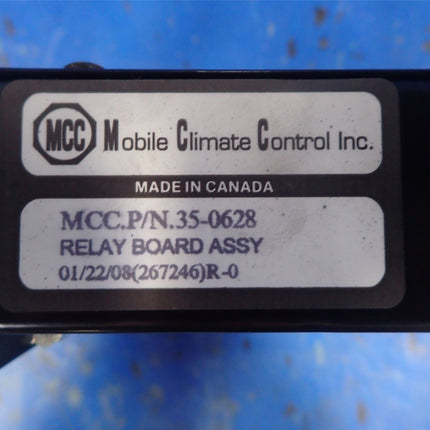 MCC Mobile Climate Control Inc.
MADE IN CANADA
MCC.P/N.35-0628
RELAY BOARD ASSY
01/22/08(267246)R-0